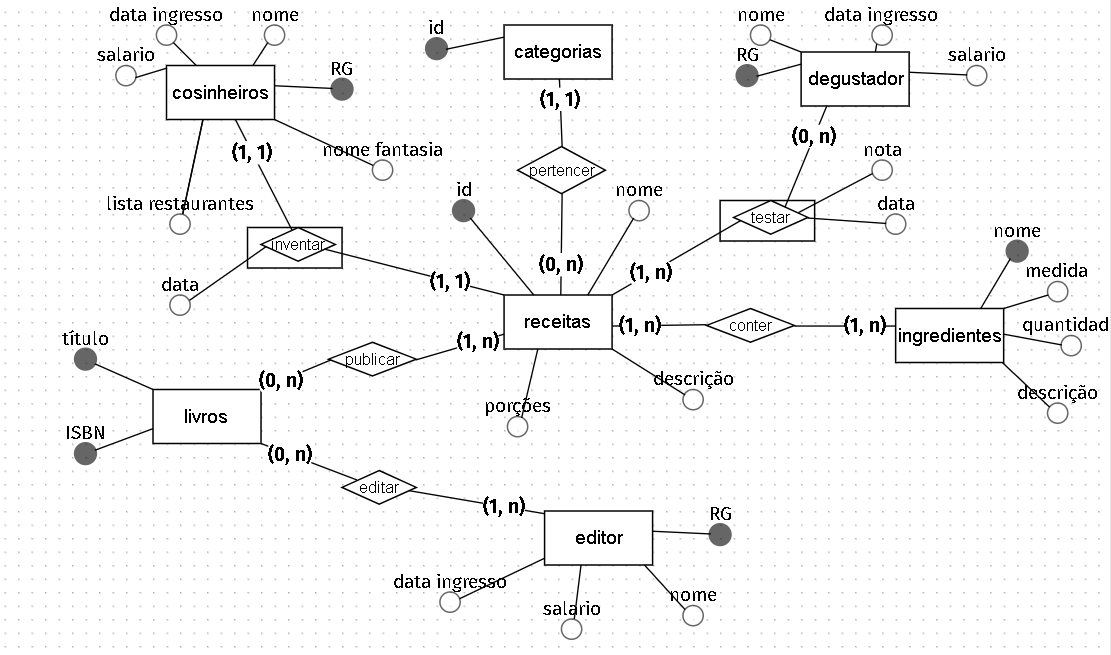 data ingresso
nome
salario
RG
cosinheiros
(1, 1)
nome fantasia
lista restaurantes
inventar
data
(1, 1)
id
categorias
(1, 1)
pertencer
(0, n)
nome
data ingresso
RG
salario
degustador
(0, n)
nota
testar
data
(1, n)
id
nome
receitas
(1, n)
conter
(1, n)
nome
medida
quantidad
ingredientes
descrição
descrição
porções
(1, n)
publicar
(0, n)
título
livros
ISBN
(0, n)
editar
(1, n)
editor
RG
data ingresso
salario
nome